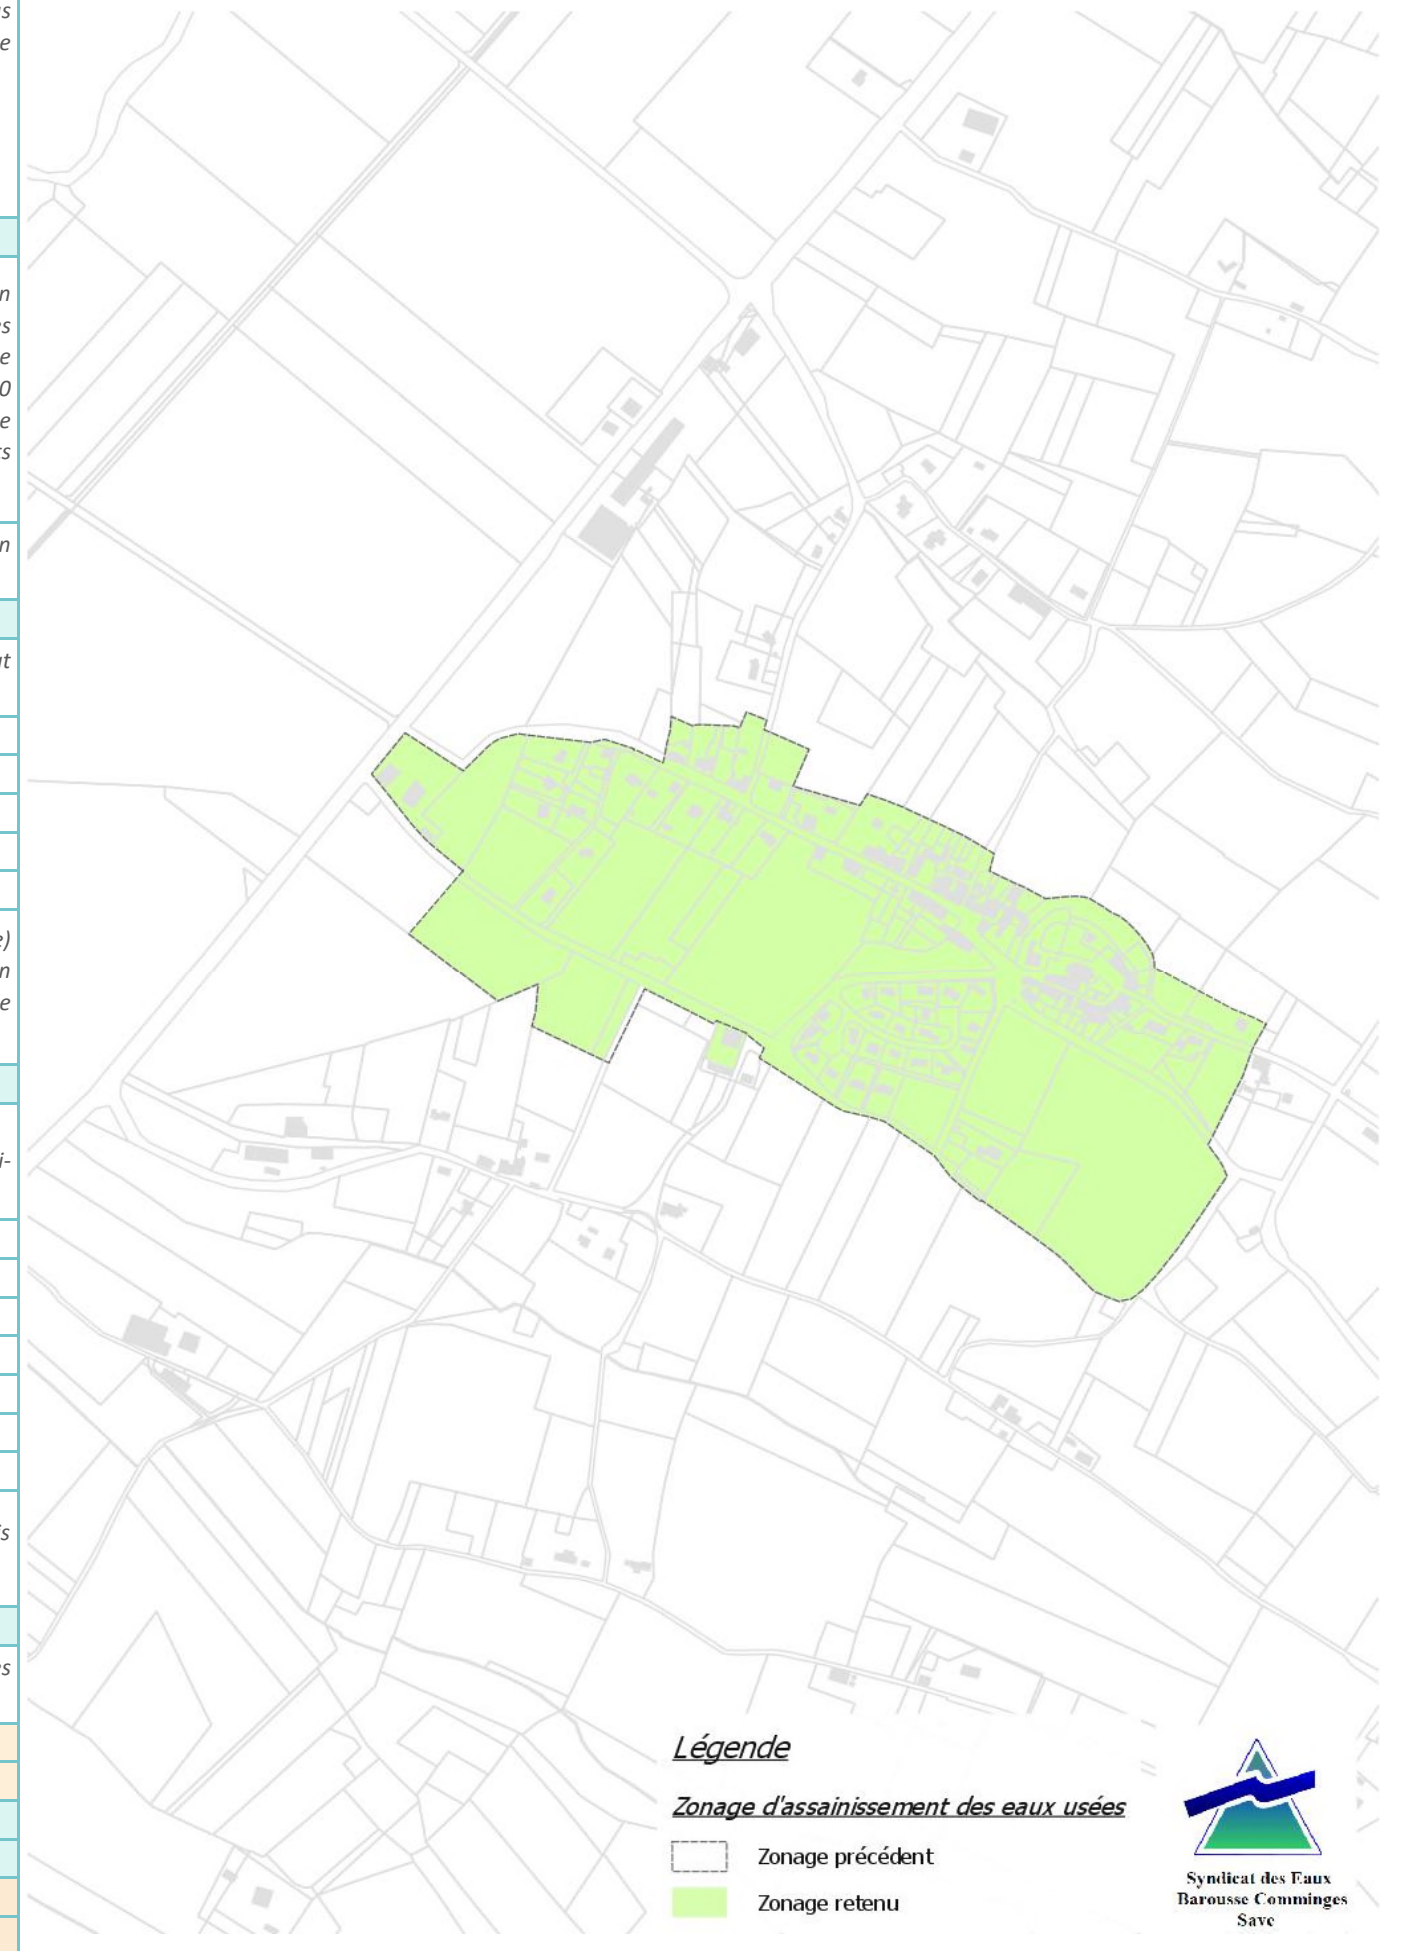 Légende
Zonage d'assainissement des eaux usées
Zonage précédent
Zonage retenu
Syndicat des Eaux
Barousse Comminges
Save